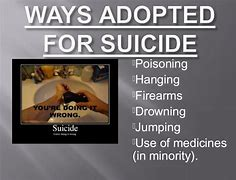 WAYS ADOPTED
FOR SUICIDE
YOU'RE DOING IT
WRONG.
Suicide
Poisoning
Hanging
Firearms
Drowning
Jumping
Use of medicines
(in minority).